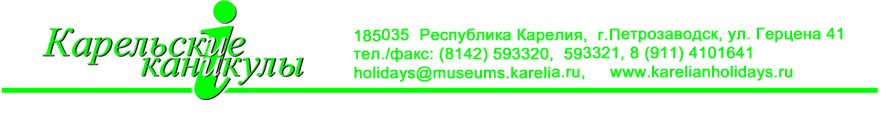 Карельские
каникулы
185035 Республика Карелия, г.Петрозаводск, ул. Герцена 41
тел./факс: (8142) 593320, 593321, 8 (911) 4101641
holidays@museums.karelia.ru, www.karelianholidays.ru